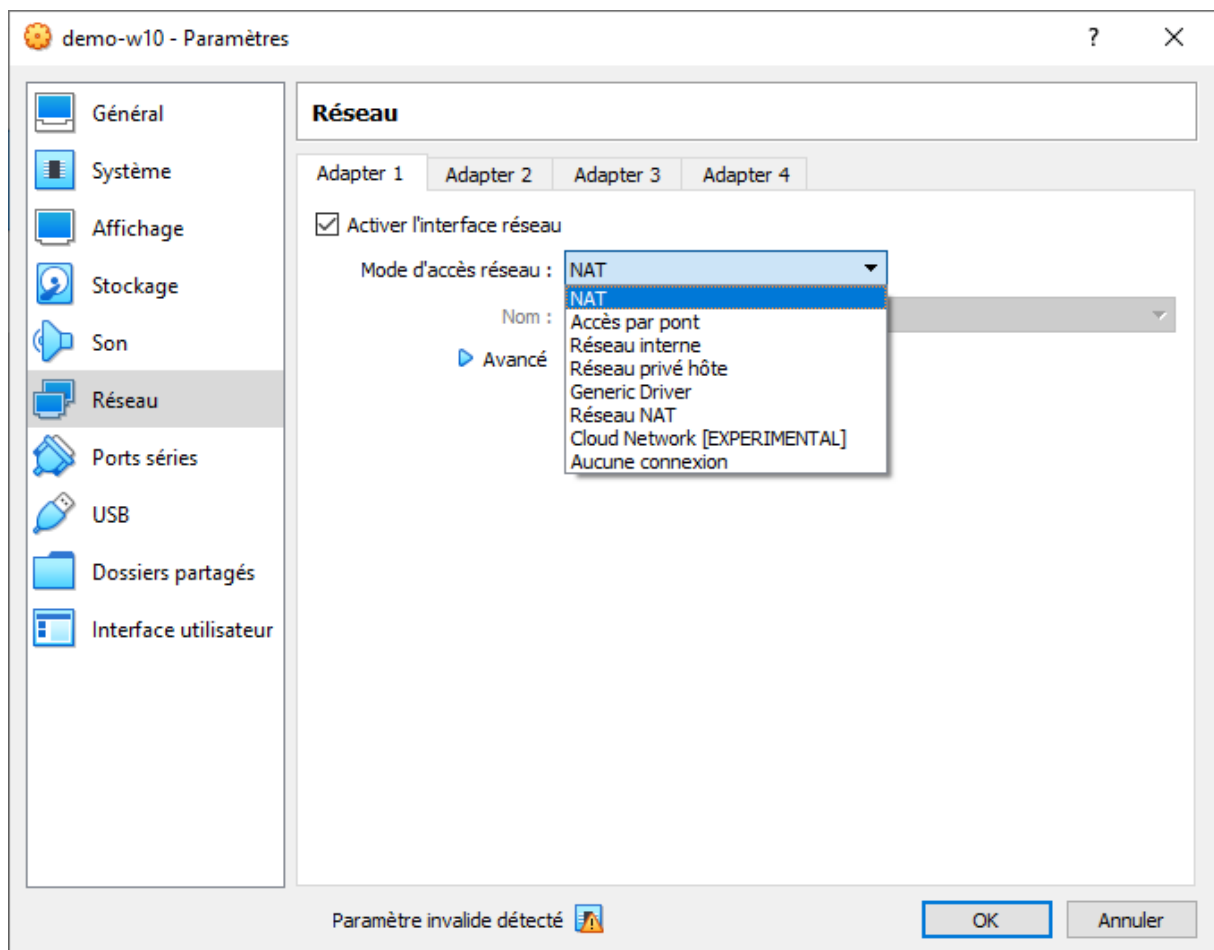 demo-w10 - Paramètres
?
Général
Système
Affichage
Stockage
Son
Réseau
Ports séries
USB
Dossiers partagés
Interface utilisateur
Réseau
Adapter 1 Adapter 2 Adapter 3 Adapter 4
Activer l'interface réseau
Mode d'accès réseau : NAT
NAT
Accès par pont
Réseau interne
Réseau privé hôte
Generic Driver
Réseau NAT
Cloud Network [EXPERIMENTAL]
Aucune connexion
Nom :
Avancé
Paramètre invalide détecté
OK Annuler